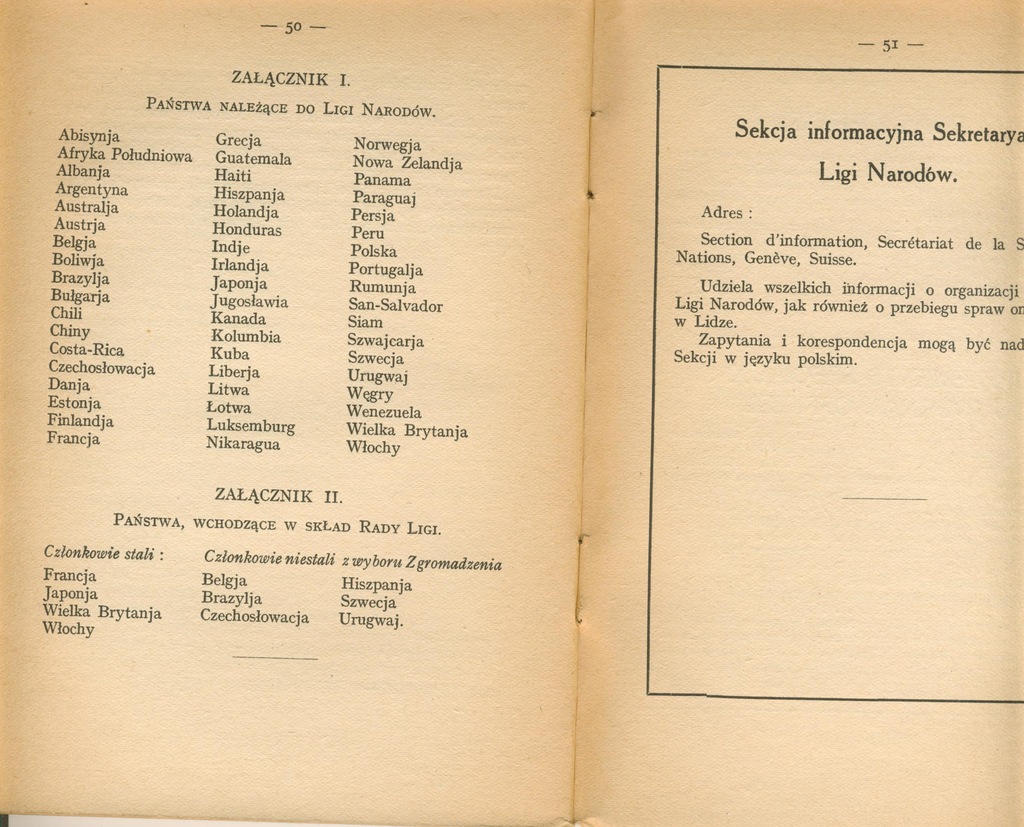 — 50 —
ZAŁĄCZNIK I.
Państwa należące do Ligi Narodów.
Abisynja
Afryka Południowa
Albanja
Argentyna
Australja
Austrja
Belgja
Boliwja
Brazylja
Bułgarja
Chili
Chiny
Costa-Rica
Czechosłowacja
Danja
Estonja
Finlandja
Francja
Grecja
Guatemala
Haiti
Hiszpanja
Holandja
Honduras
Indje
Irlandja
Japonja
Jugosławia
Kanada
Kolumbia
Kuba
Liberja
Litwa
Łotwa
Luksemburg
Nikaragua
Norwegja
Nowa Zelandja
Panama
Paraguaj
Persja
Peru
Polska
Portugalja
Rumunja
San-Salvador
Siam
Szwajcarja
Szwecja
Urugwaj
Węgry
Wenezuela
Wielka Brytanja
Włochy
ZAŁĄCZNIK II.
Państwa, wchodzące w skład Rady Ligi.
Członkowie stali :
Francja
Japonja
Wielka Brytanja
Włochy
Członkowie niestali z wyboru Zgromadzenia
Belgja
Brazylja
Czechosłowacja
Hiszpanja
Szwecja
Urugwaj.
— 51 —
Sekcja informacyjna Sekretarya
Ligi Narodów.
Adres :
Section d'information, Secrétariat de la S
Nations, Genève, Suisse.
Udziela wszelkich informacji o organizacji
Ligi Narodów, jak również o przebiegu spraw om
w Lidze.
Zapytania i korespondencja mogą być nad
Sekcji w języku polskim.